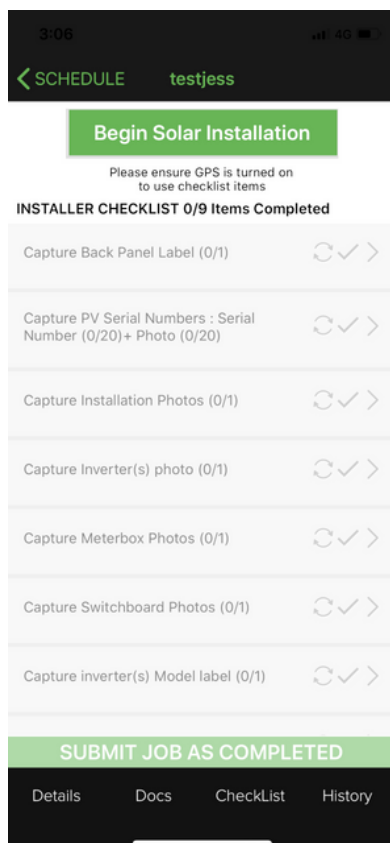 3:06 4G
SCHEDULE testjess
Begin Solar Installation
Please ensure GPS is turned on
to use checklist items
INSTALLER CHECKLIST 0/9 Items Completed
Capture Back Panel Label (0/1)
Capture PV Serial Numbers : Serial
Number (0/20)+ Photo (0/20)
Capture Installation Photos (0/1)
Capture Inverter(s) photo (0/1)
Capture Meterbox Photos (0/1)
Capture Switchboard Photos (0/1)
Capture inverter(s) Model label (0/1)
SUBMIT JOB AS COMPLETED
Details Docs CheckList History